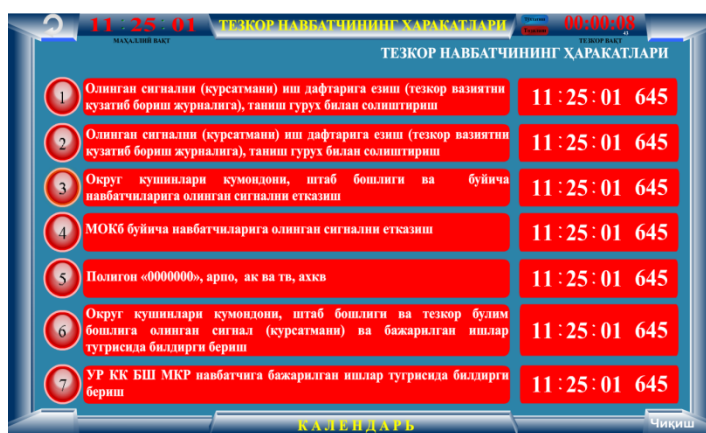 11:25:01
ТЕЗКОР НАВБАТЧИНИНГ ҲАРАКАТЛАРИ
00:00:08
43
МАҲАЛЛИЙ ВАҚТ
ТЕЗКОР ВАҚТ
ТЕЗКОР НАВБАТЧИНИНГ ҲАРАКАТЛАРИ
1
Олинган сигнални (курсатмани) иш дафтарига езиш (тезкор вазиятни
кузатиб бориш журналига), таниш гурух билан солиштириш
11:25:01 645
2
Олинган сигнални (курсатмани) иш дафтарига езиш (тезкор вазиятни
кузатиб бориш журналига), таниш гурух билан солиштириш
11:25:01 645
3
Округ кушинлари кумондони, штаб бошлиги ва буйича
навбатчиларига олинган сигнални етказиш
11:25:01 645
4
МОКб буйича навбатчиларига олинган сигнални етказиш
11:25:01 645
5
Полигон «0000000», арпо, ак ва тв, ахкв
11:25:01 645
6
Округ кушинлари кумондони, штаб бошлиги ва тезкор булим
бошлига олинган сигнал (курсатмани) ва бажарилган ишлар
тугрисида билдирги бериш
11:25:01 645
7
УР КК БШ МКР навбатчига бажарилган ишлар тугрисида билдирги
бериш
11:25:01 645
КАЛЕНДАРЬ
Чиқиш